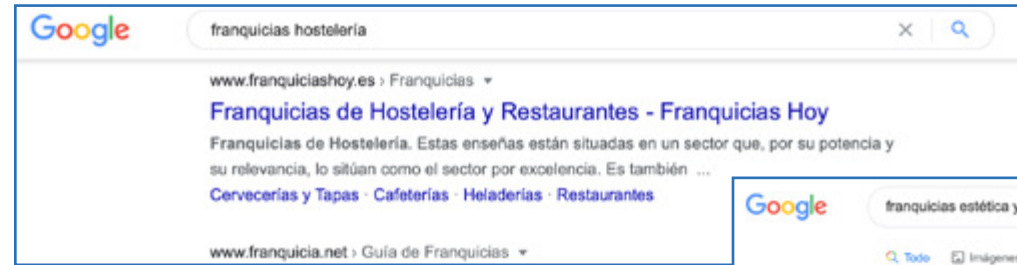 Google
franquicias hostelería
www.franquiciashoy.es › Franquicias
Franquicias de Hostelería y Restaurantes - Franquicias Hoy
Franquicias de Hostelería. Estas enseñas están situadas en un sector que, por su potencia y
su relevancia, lo sitúan como el sector por excelencia. Es también ...
Cervecerías y Tapas · Cafeterías · Heladerías · Restaurantes
www.franquicia.net › Guía de Franquicias
Google
franquicias estética y
Todo Imágenes